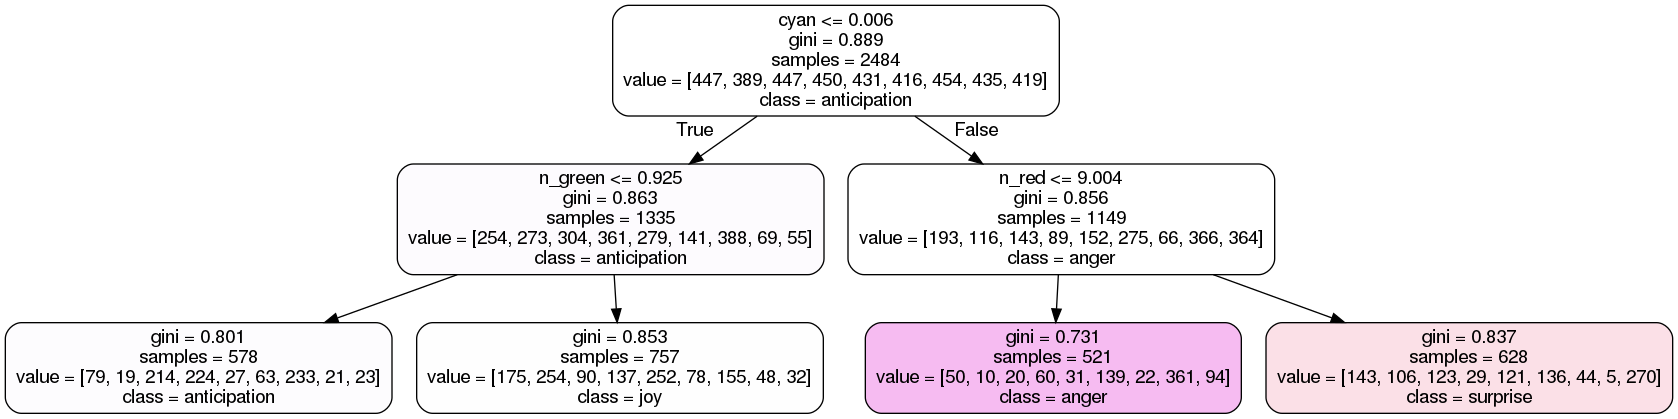 cyan <= 0.006
gini = 0.889
samples = 2484
value = [447, 389, 447, 450, 431, 416, 454, 435, 419]
class = anticipation
True
False
n_green <= 0.925
gini = 0.863
samples = 1335
value = [254, 273, 304, 361, 279, 141, 388, 69, 55]
class = anticipation
n_red <= 9.004
gini = 0.856
samples = 1149
value = [193, 116, 143, 89, 152, 275, 66, 366, 364]
class = anger
gini = 0.801
samples = 578
value = [79, 19, 214, 224, 27, 63, 233, 21, 23]
class = anticipation
gini = 0.853
samples = 757
value = [175, 254, 90, 137, 252, 78, 155, 48, 32]
class = joy
gini = 0.731
samples = 521
value = [50, 10, 20, 60, 31, 139, 22, 361, 94]
class = anger
gini = 0.837
samples = 628
value = [143, 106, 123, 29, 121, 136, 44, 5, 270]
class = surprise